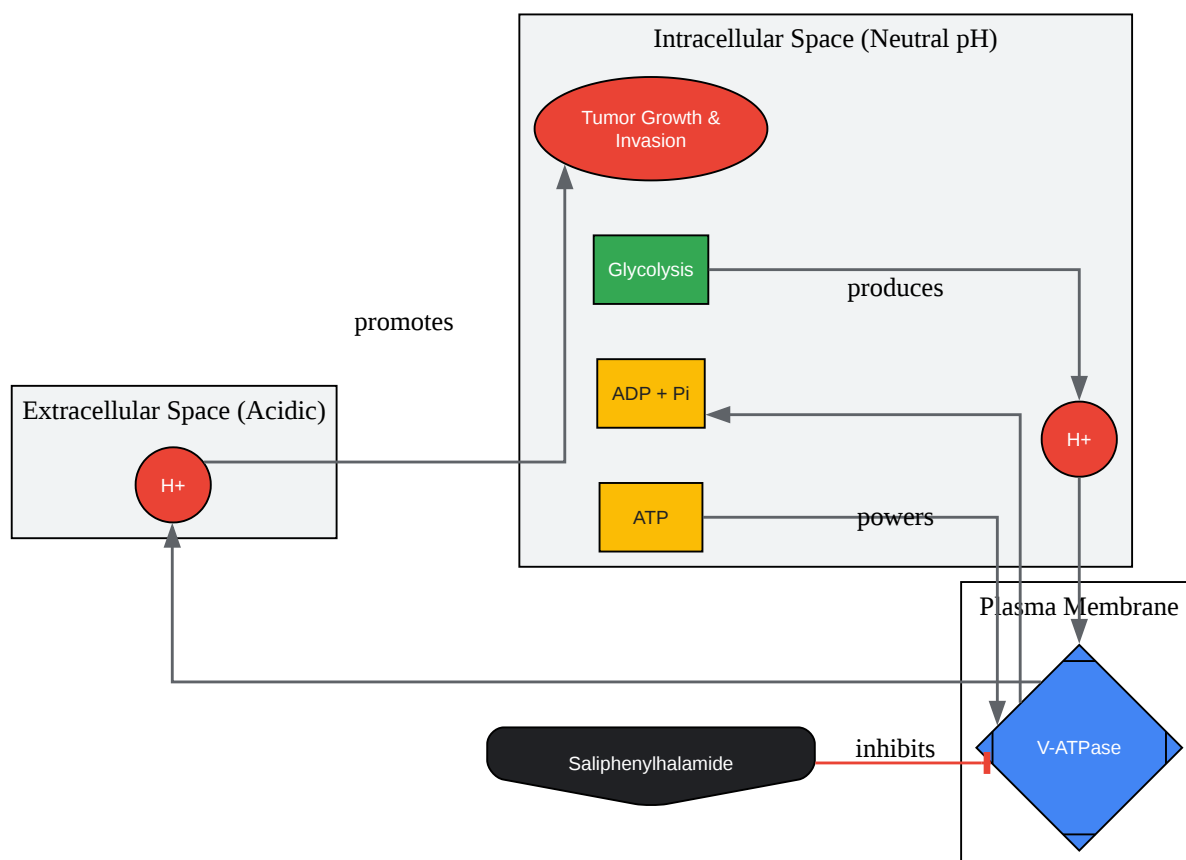 Intracellular Space (Neutral pH)
Tumor Growth &
Invasion
Glycolysis
produces
promotes
ADP + Pi
Extracellular Space (Acidic)
H+
H+
ATP
powers
Plasma Membrane
inhibits
V-ATPase
Saliphenylhalamide